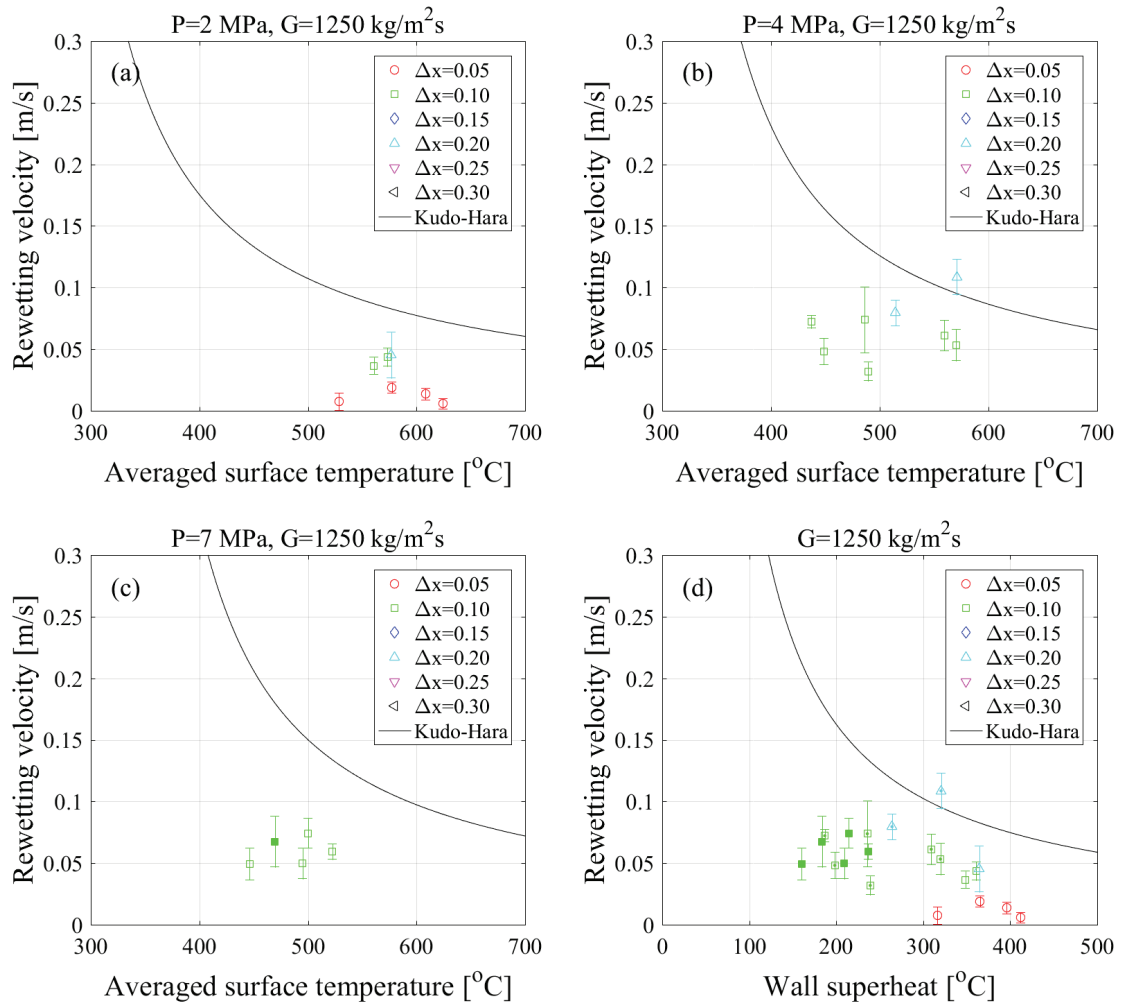 P=2 MPa, G=1250 kg/m²s
(a)
Δx=0.05
Δx=0.10
Δx=0.15
Δx=0.20
Δx=0.25
Δx=0.30
Kudo-Hara
0.3
0.25
0.2
0.15
0.1
0.05
0
300
400
500
600
700
Rewetting velocity [m/s]
Averaged surface temperature [°C]
P=4 MPa, G=1250 kg/m²s
(b)
Δx=0.05
Δx=0.10
Δx=0.15
Δx=0.20
Δx=0.25
Δx=0.30
Kudo-Hara
0.3
0.25
0.2
0.15
0.1
0.05
0
300
400
500
600
700
Rewetting velocity [m/s]
Averaged surface temperature [°C]
P=7 MPa, G=1250 kg/m²s
(c)
Δx=0.05
Δx=0.10
Δx=0.15
Δx=0.20
Δx=0.25
Δx=0.30
Kudo-Hara
0.3
0.25
0.2
0.15
0.1
0.05
0
300
400
500
600
700
Rewetting velocity [m/s]
Averaged surface temperature [°C]
G=1250 kg/m²s
(d)
Δx=0.05
Δx=0.10
Δx=0.15
Δx=0.20
Δx=0.25
Δx=0.30
Kudo-Hara
0.3
0.25
0.2
0.15
0.1
0.05
0
0
100
200
300
400
500
Rewetting velocity [m/s]
Wall superheat [°C]